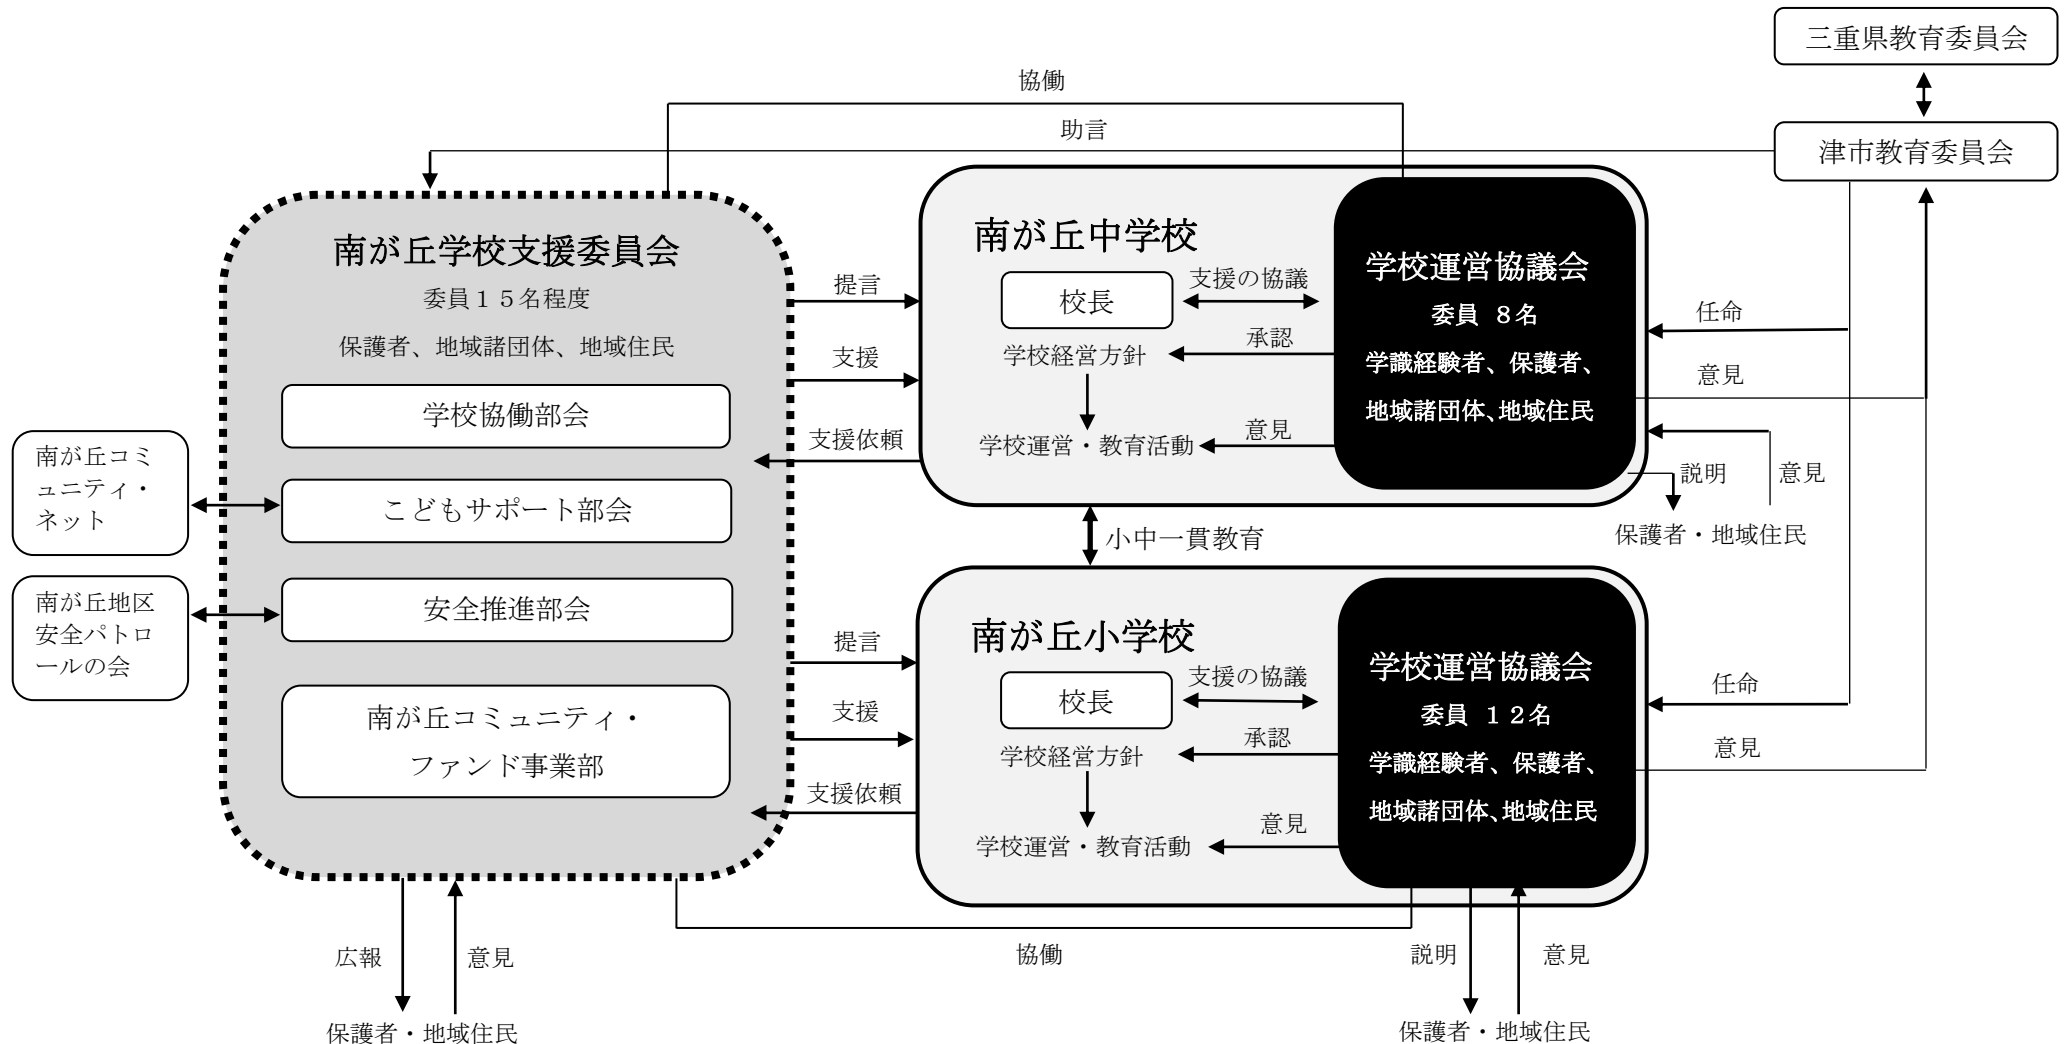 三重県教育委員会
協働
助言
津市教育委員会
南が丘学校支援委員会
委員１５名程度
保護者、地域諸団体、地域住民
学校協働部会
こどもサポート部会
安全推進部会
南が丘コミュニティ・
ファンド事業部
南が丘コミ
ュニティ・
ネット
南が丘地区
安全パトロ
ールの会
提言
支援
支援依頼
南が丘中学校
校長
支援の協議
学校経営方針
承認
学校運営・教育活動
意見
学校運営協議会
委員 ８名
学識経験者、保護者、
地域諸団体、地域住民
任命
意見
説明
意見
保護者・地域住民
小中一貫教育
提言
支援
支援依頼
南が丘小学校
校長
支援の協議
学校経営方針
承認
学校運営・教育活動
意見
学校運営協議会
委員 １２名
学識経験者、保護者、
地域諸団体、地域住民
任命
意見
広報
意見
保護者・地域住民
協働
説明
意見
保護者・地域住民